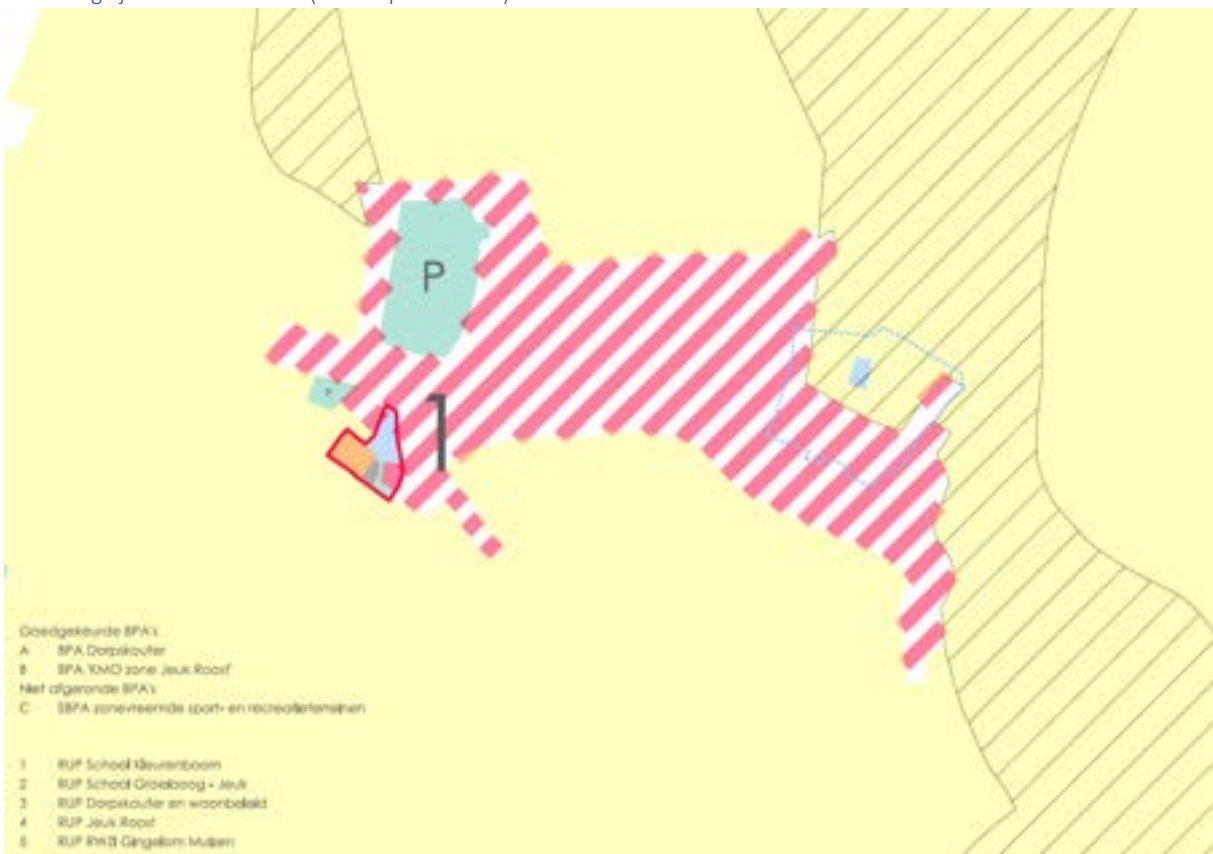 P
P
1
Goedgekeurde BPA's
A BPA Dorpskouter
B BPA KMO zone Jeuk Roost
Niet afgeronde BPA's
C SBPA zonevreemde sport- en recreatieterreinen
1 RUP School Kleurenboom
2 RUP School Groeiboog - Jeuk
3 RUP Dorpskouter en woonbeleid
4 RUP Jeuk Roost
5 RUP RWZI Gingelom Muizen